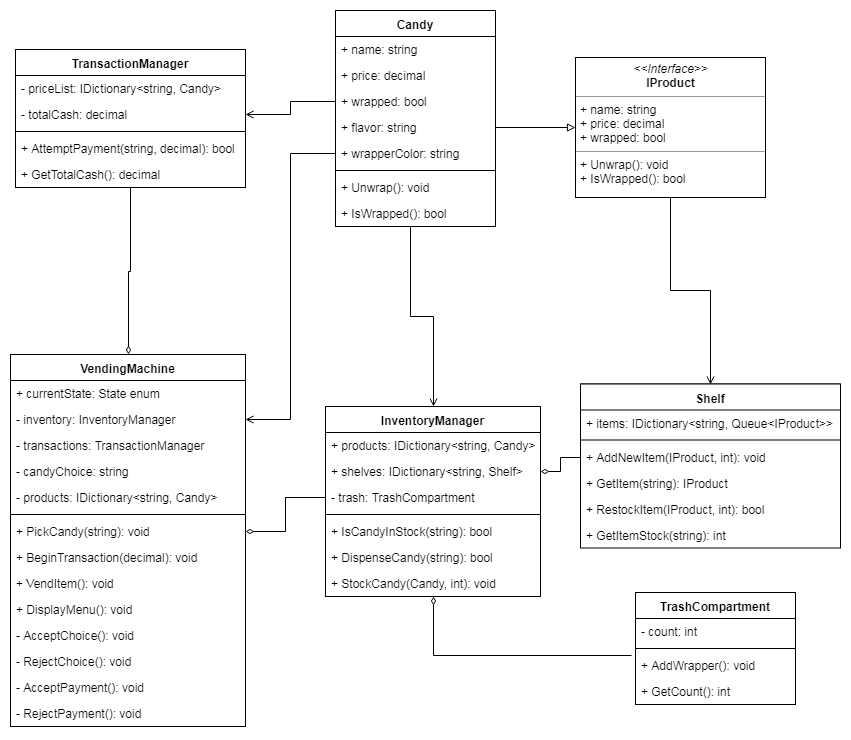 TransactionManager
- priceList: IDictionary<string, Candy>
- totalCash: decimal
+ AttemptPayment(string, decimal): bool
+ GetTotalCash(): decimal
Candy
+ name: string
+ price: decimal
+ wrapped: bool
+ flavor: string
+ wrapperColor: string
+ Unwrap(): void
+ IsWrapped(): bool
<<Interface>>
IProduct
+ name: string
+ price: decimal
+ wrapped: bool
+ Unwrap(): void
+ IsWrapped(): bool
VendingMachine
+ currentState: State enum
- inventory: InventoryManager
- transactions: TransactionManager
- candyChoice: string
- products: IDictionary<string, Candy>
+ PickCandy(string): void
+ BeginTransaction(decimal): void
+ VendItem(): void
+ DisplayMenu(): void
- AcceptChoice(): void
- RejectChoice(): void
- AcceptPayment(): void
- RejectPayment(): void
InventoryManager
+ products: IDictionary<string, Candy>
+ shelves: IDictionary<string, Shelf>
- trash: TrashCompartment
+ IsCandyInStock(string): bool
+ DispenseCandy(string): bool
+ StockCandy(Candy, int): void
Shelf
+ items: IDictionary<string, Queue<IProduct>>
+ AddNewItem(IProduct, int): void
+ GetItem(string): IProduct
+ RestockItem(IProduct, int): bool
+ GetItemStock(string): int
TrashCompartment
- count: int
+ AddWrapper(): void
+ GetCount(): int